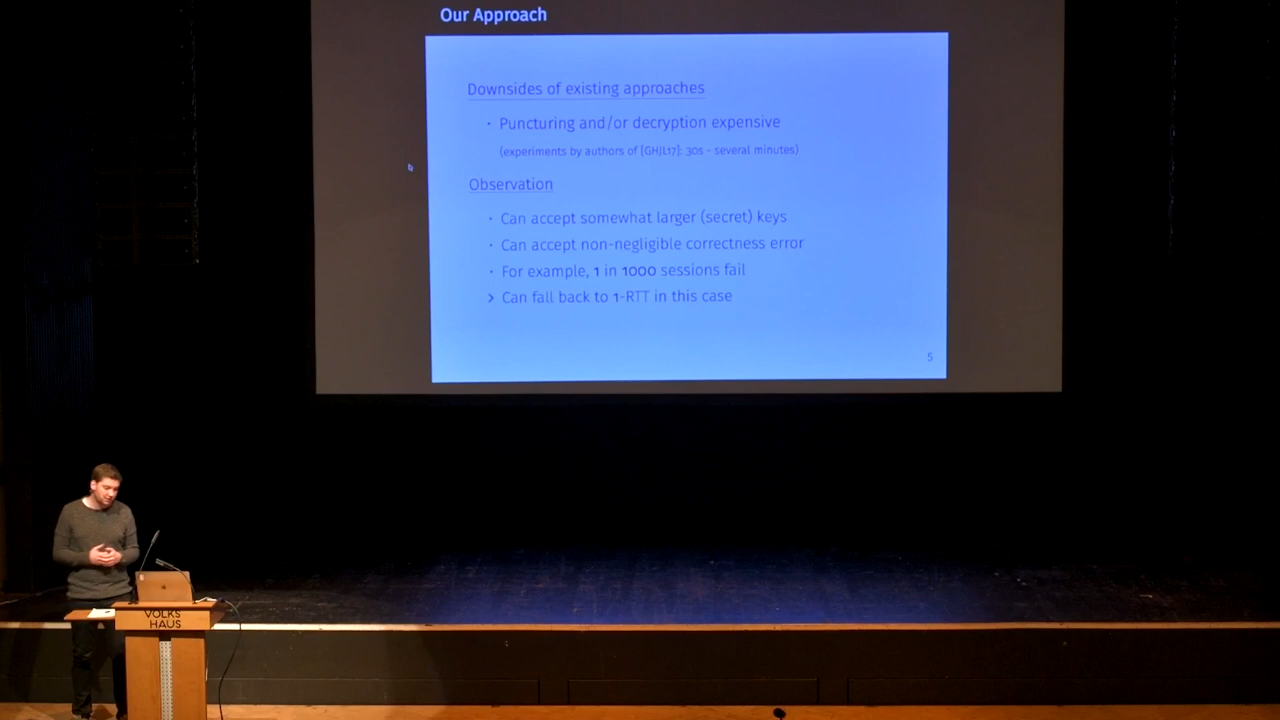 Our Approach
Downsides of existing approaches
· Puncturing and/or decryption expensive
(experiments by authors of [GHJL17]: 30s - several minutes)
Observation
· Can accept somewhat larger (secret) keys
· Can accept non-negligible correctness error
· For example, 1 in 1000 sessions fail
> Can fall back to 1-RTT in this case
5
VOLKS
HAUS